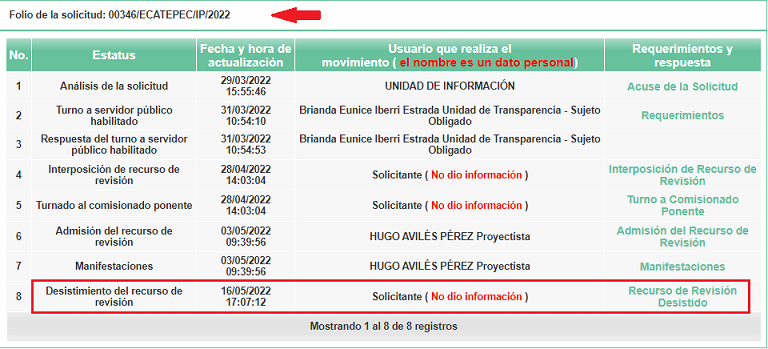 Folio de la solicitud: 00346/ECATEPEC/IP/2022
No. Estatus Fecha y hora de actualización Usuario que realiza el movimiento ( el nombre es un dato personal) Requerimientos y respuesta
1 Análisis de la solicitud 29/03/2022 15:55:46 UNIDAD DE INFORMACIÓN Acuse de la Solicitud
2 Turno a servidor público habilitado 31/03/2022 10:54:10 Brianda Eunice Iberri Estrada Unidad de Transparencia - Sujeto Obligado Requerimientos
3 Respuesta del turno a servidor público habilitado 31/03/2022 10:54:53 Brianda Eunice Iberri Estrada Unidad de Transparencia - Sujeto Obligado
4 Interposición de recurso de revisión 28/04/2022 14:03:04 Solicitante ( No dio información ) Interposición de Recurso de Revisión
5 Turnado al comisionado ponente 28/04/2022 14:03:04 Solicitante ( No dio información ) Turno a Comisionado Ponente
6 Admisión del recurso de revisión 03/05/2022 09:39:56 HUGO AVILÉS PÉREZ Proyectista Admisión del Recurso de Revisión
7 Manifestaciones 03/05/2022 09:39:56 HUGO AVILÉS PÉREZ Proyectista Manifestaciones
8 Desistimiento del recurso de revisión 16/05/2022 17:07:12 Solicitante ( No dio información ) Recurso de Revisión Desistido
Mostrando 1 al 8 de 8 registros